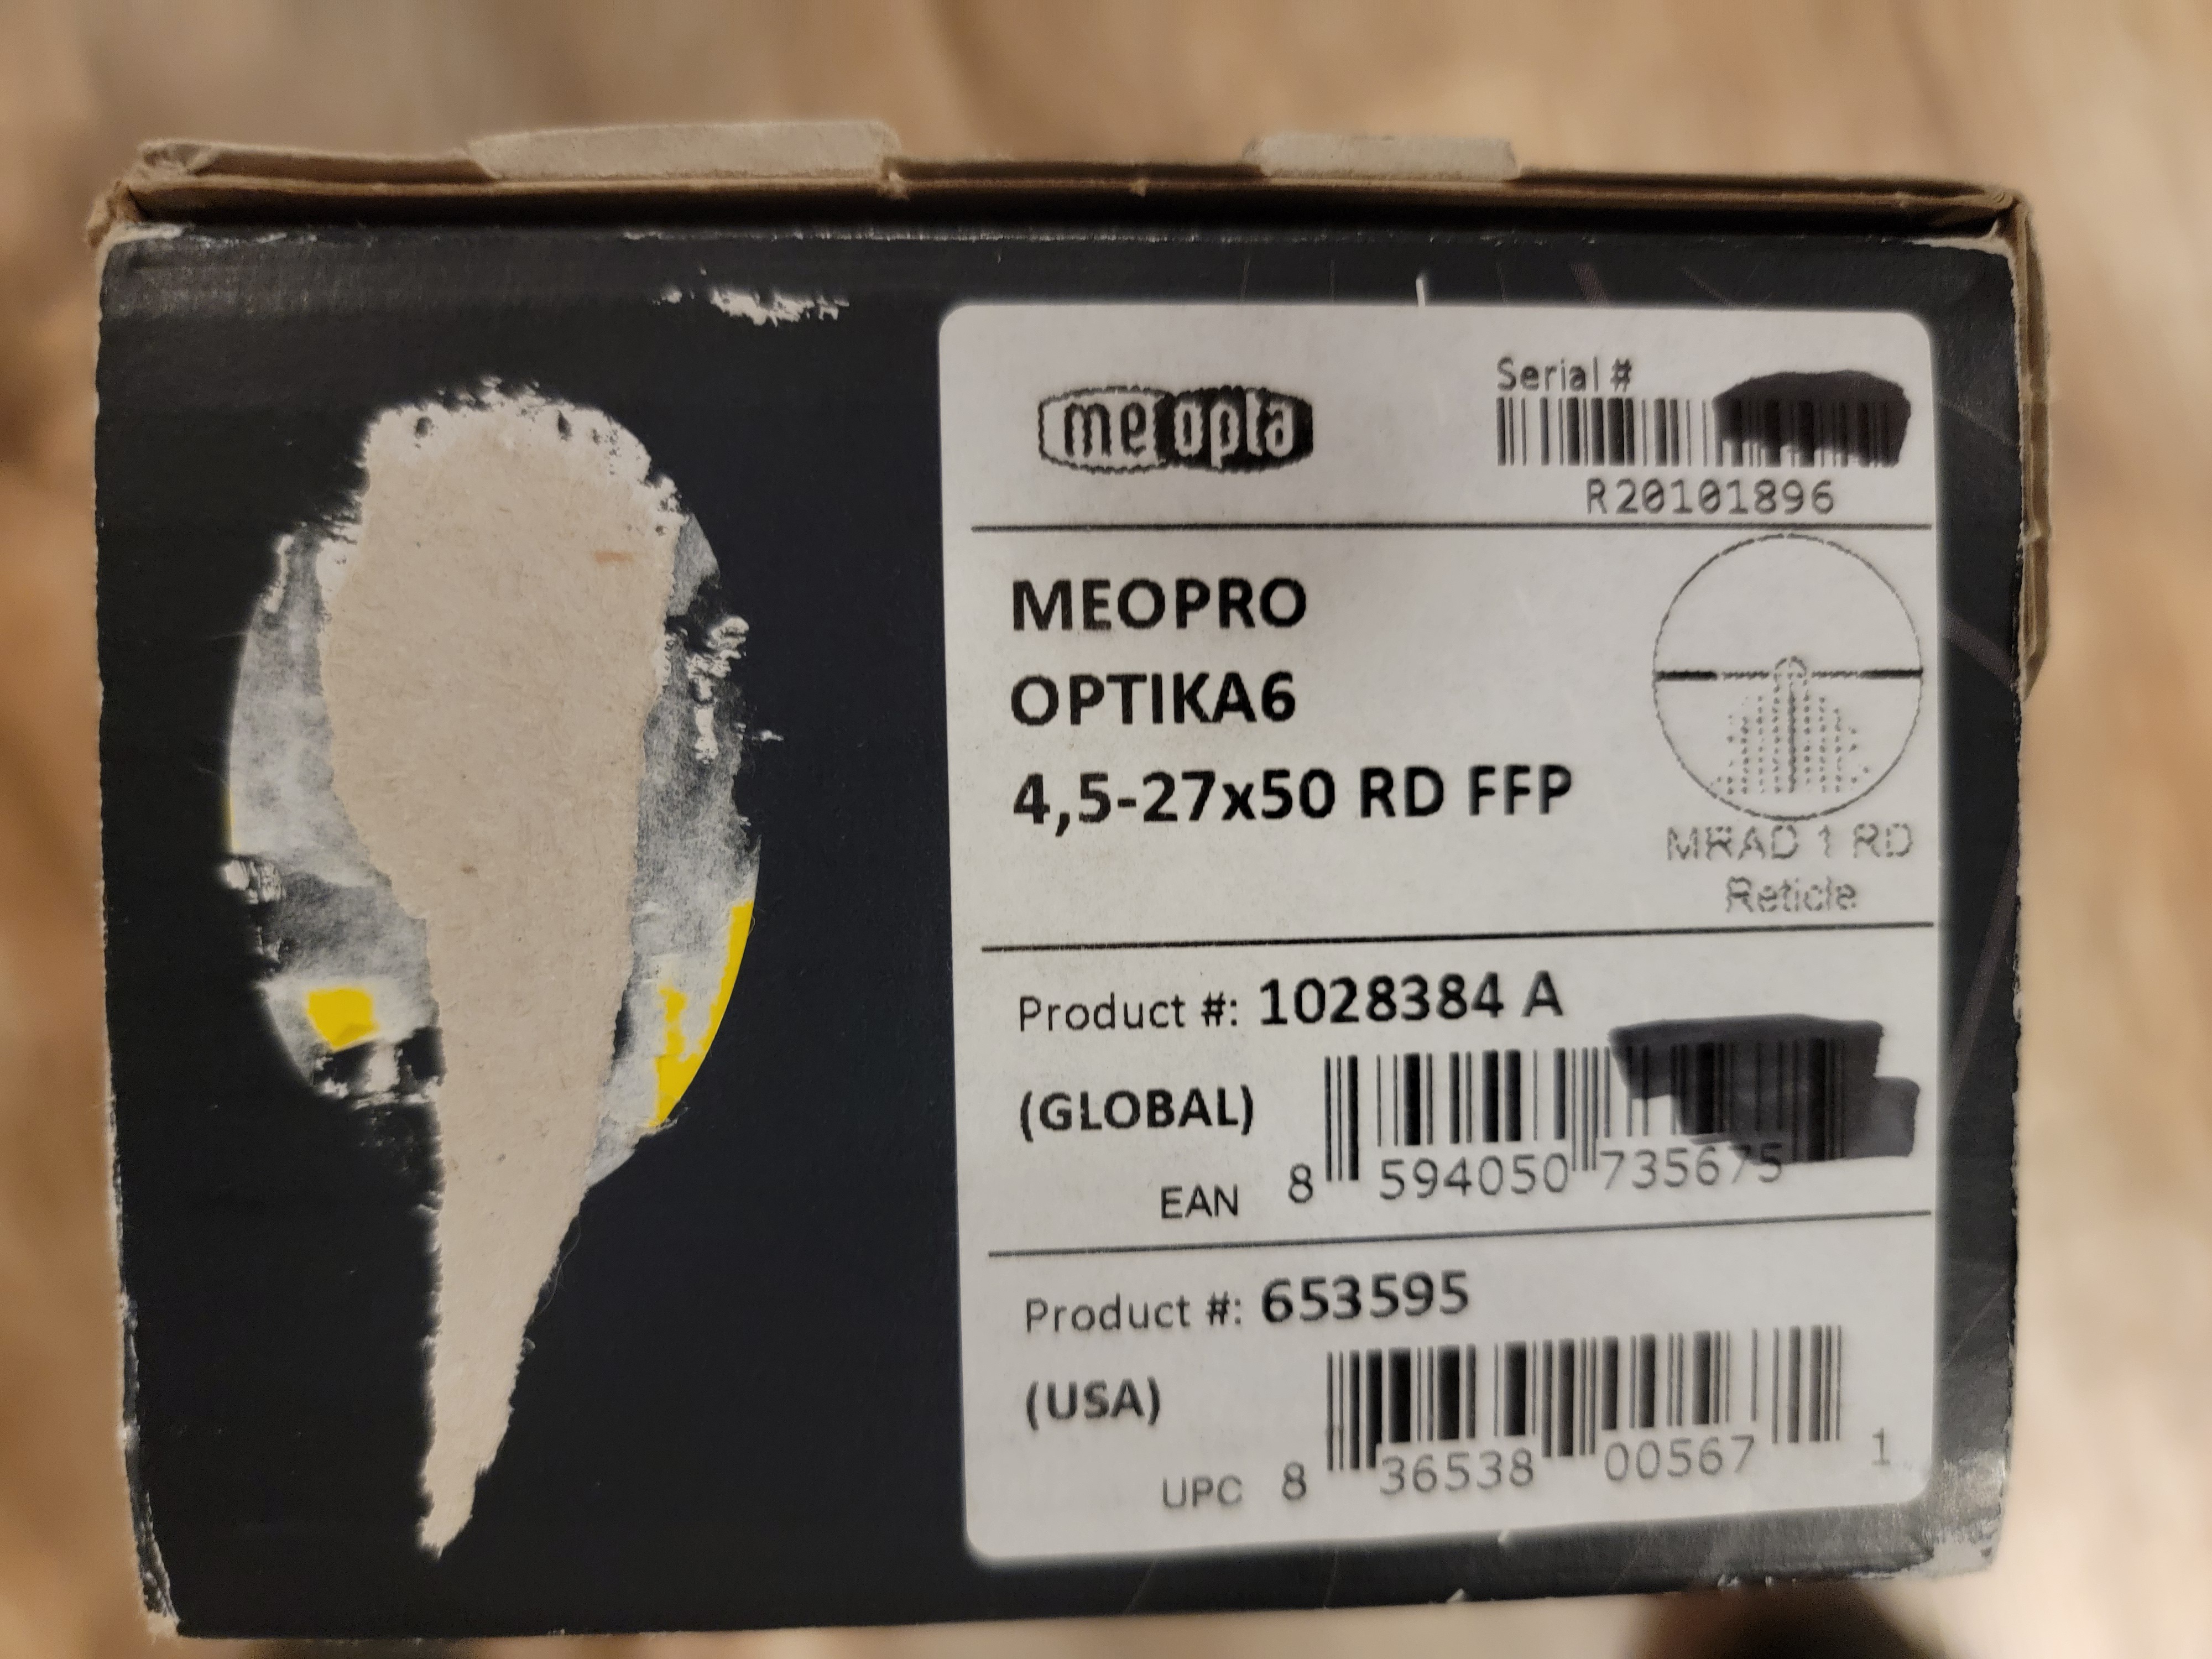 meopta
Serial #
R20101896
MEOPRO
OPTIKA6
4,5-27x50 RD FFP
MRAD 1 RD
Reticle
Product #: 1028384 A
(GLOBAL)
EAN 8 594050 735675
Product #: 653595
(USA)
UPC 8 36538 00567 1